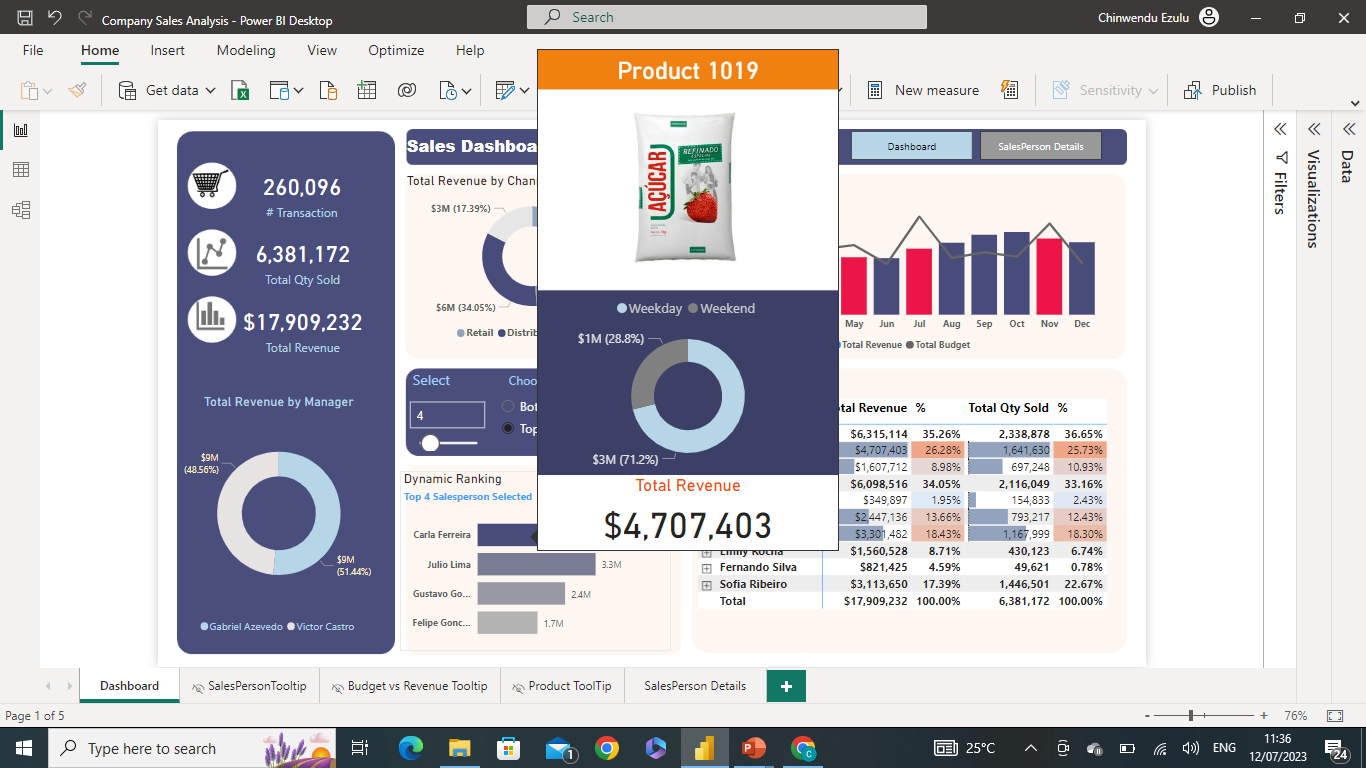 Company Sales Analysis - Power BI Desktop
Search
Chinwendu Ezulu
File Home Insert Modeling View Optimize Help
Get data
New measure
Sensitivity
Publish
260,096
# Transaction
6,381,172
Total Qty Sold
$17,909,232
Total Revenue
Total Revenue by Manager
$9M
(48.56%)
$9M
(51.44%)
Gabriel Azevedo Victor Castro
Sales Dashboa
Dashboard
SalesPerson Details
Total Revenue by Chan
$3M (17.39%)
$6M (34.05%)
Retail Distrib
Select
Choo
4
Bot
Top
Dynamic Ranking
Top 4 Salesperson Selected
Carla Ferreira
Julio Lima 3.3M
Gustavo Go... 2.4M
Felipe Gonc... 1.7M
Product 1019
AÇÚCAR
REFINADO
ESPECIAL
Weekday Weekend
$1M (28.8%)
$3M (71.2%)
Total Revenue
$4,707,403
May Jun Jul Aug Sep Oct Nov Dec
Total Revenue Total Budget
tal Revenue % Total Qty Sold %
$6,315,114 35.26% 2,338,878 36.65%
$4,707,403 26.28% 1,641,630 25.73%
$1,607,712 8.98% 697,248 10.93%
$6,098,516 34.05% 2,116,049 33.16%
$349,897 1.95% 154,833 2.43%
$2,447,136 13.66% 793,217 12.43%
$3,301,482 18.43% 1,167,999 18.30%
Emily Rocha $1,560,528 8.71% 430,123 6.74%
Fernando Silva $821,425 4.59% 49,621 0.78%
Sofia Ribeiro $3,113,650 17.39% 1,446,501 22.67%
Total $17,909,232 100.00% 6,381,172 100.00%
Filters
Visualizations
Data
Dashboard
SalesPersonTooltip
Budget vs Revenue Tooltip
Product ToolTip
SalesPerson Details
Page 1 of 5
- + 76%
Type here to search
1
25°C
ENG
11:36
12/07/2023
24